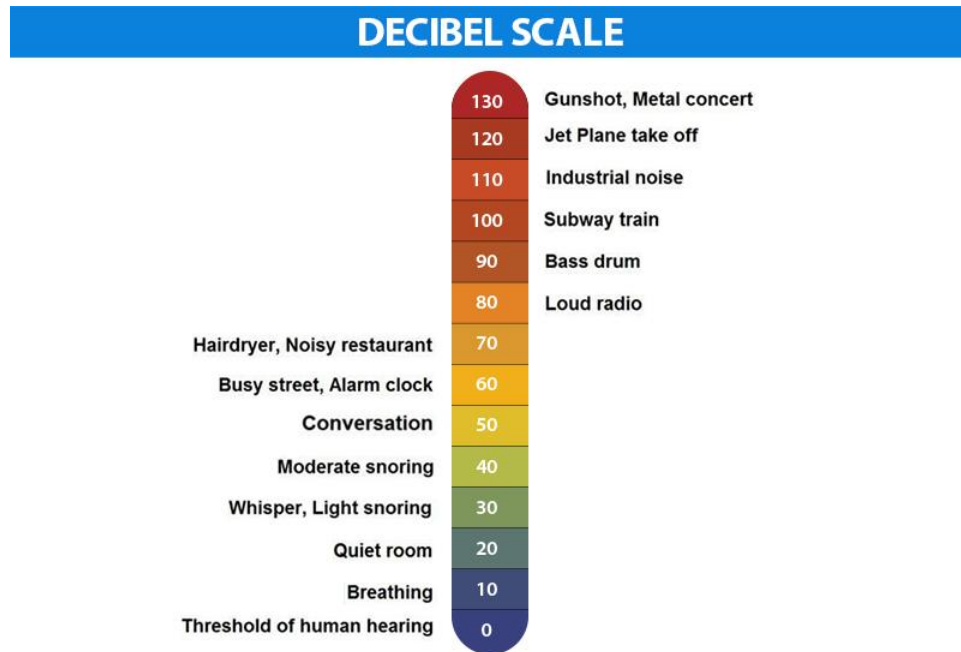 DECIBEL SCALE
130 Gunshot, Metal concert
120 Jet Plane take off
110 Industrial noise
100 Subway train
90 Bass drum
80 Loud radio
Hairdryer, Noisy restaurant 70
Busy street, Alarm clock 60
Conversation 50
Moderate snoring 40
Whisper, Light snoring 30
Quiet room 20
Breathing 10
Threshold of human hearing 0